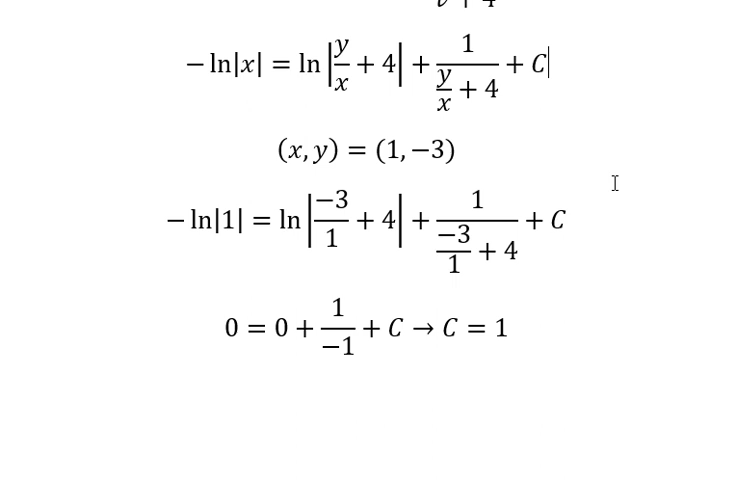 − ln|x| = ln|y/x + 4| + 1/(y/x + 4) + C
(x, y) = (1, −3)
− ln|1| = ln|−3/1 + 4| + 1/(−3/1 + 4) + C
0 = 0 + 1/−1 + C → C = 1